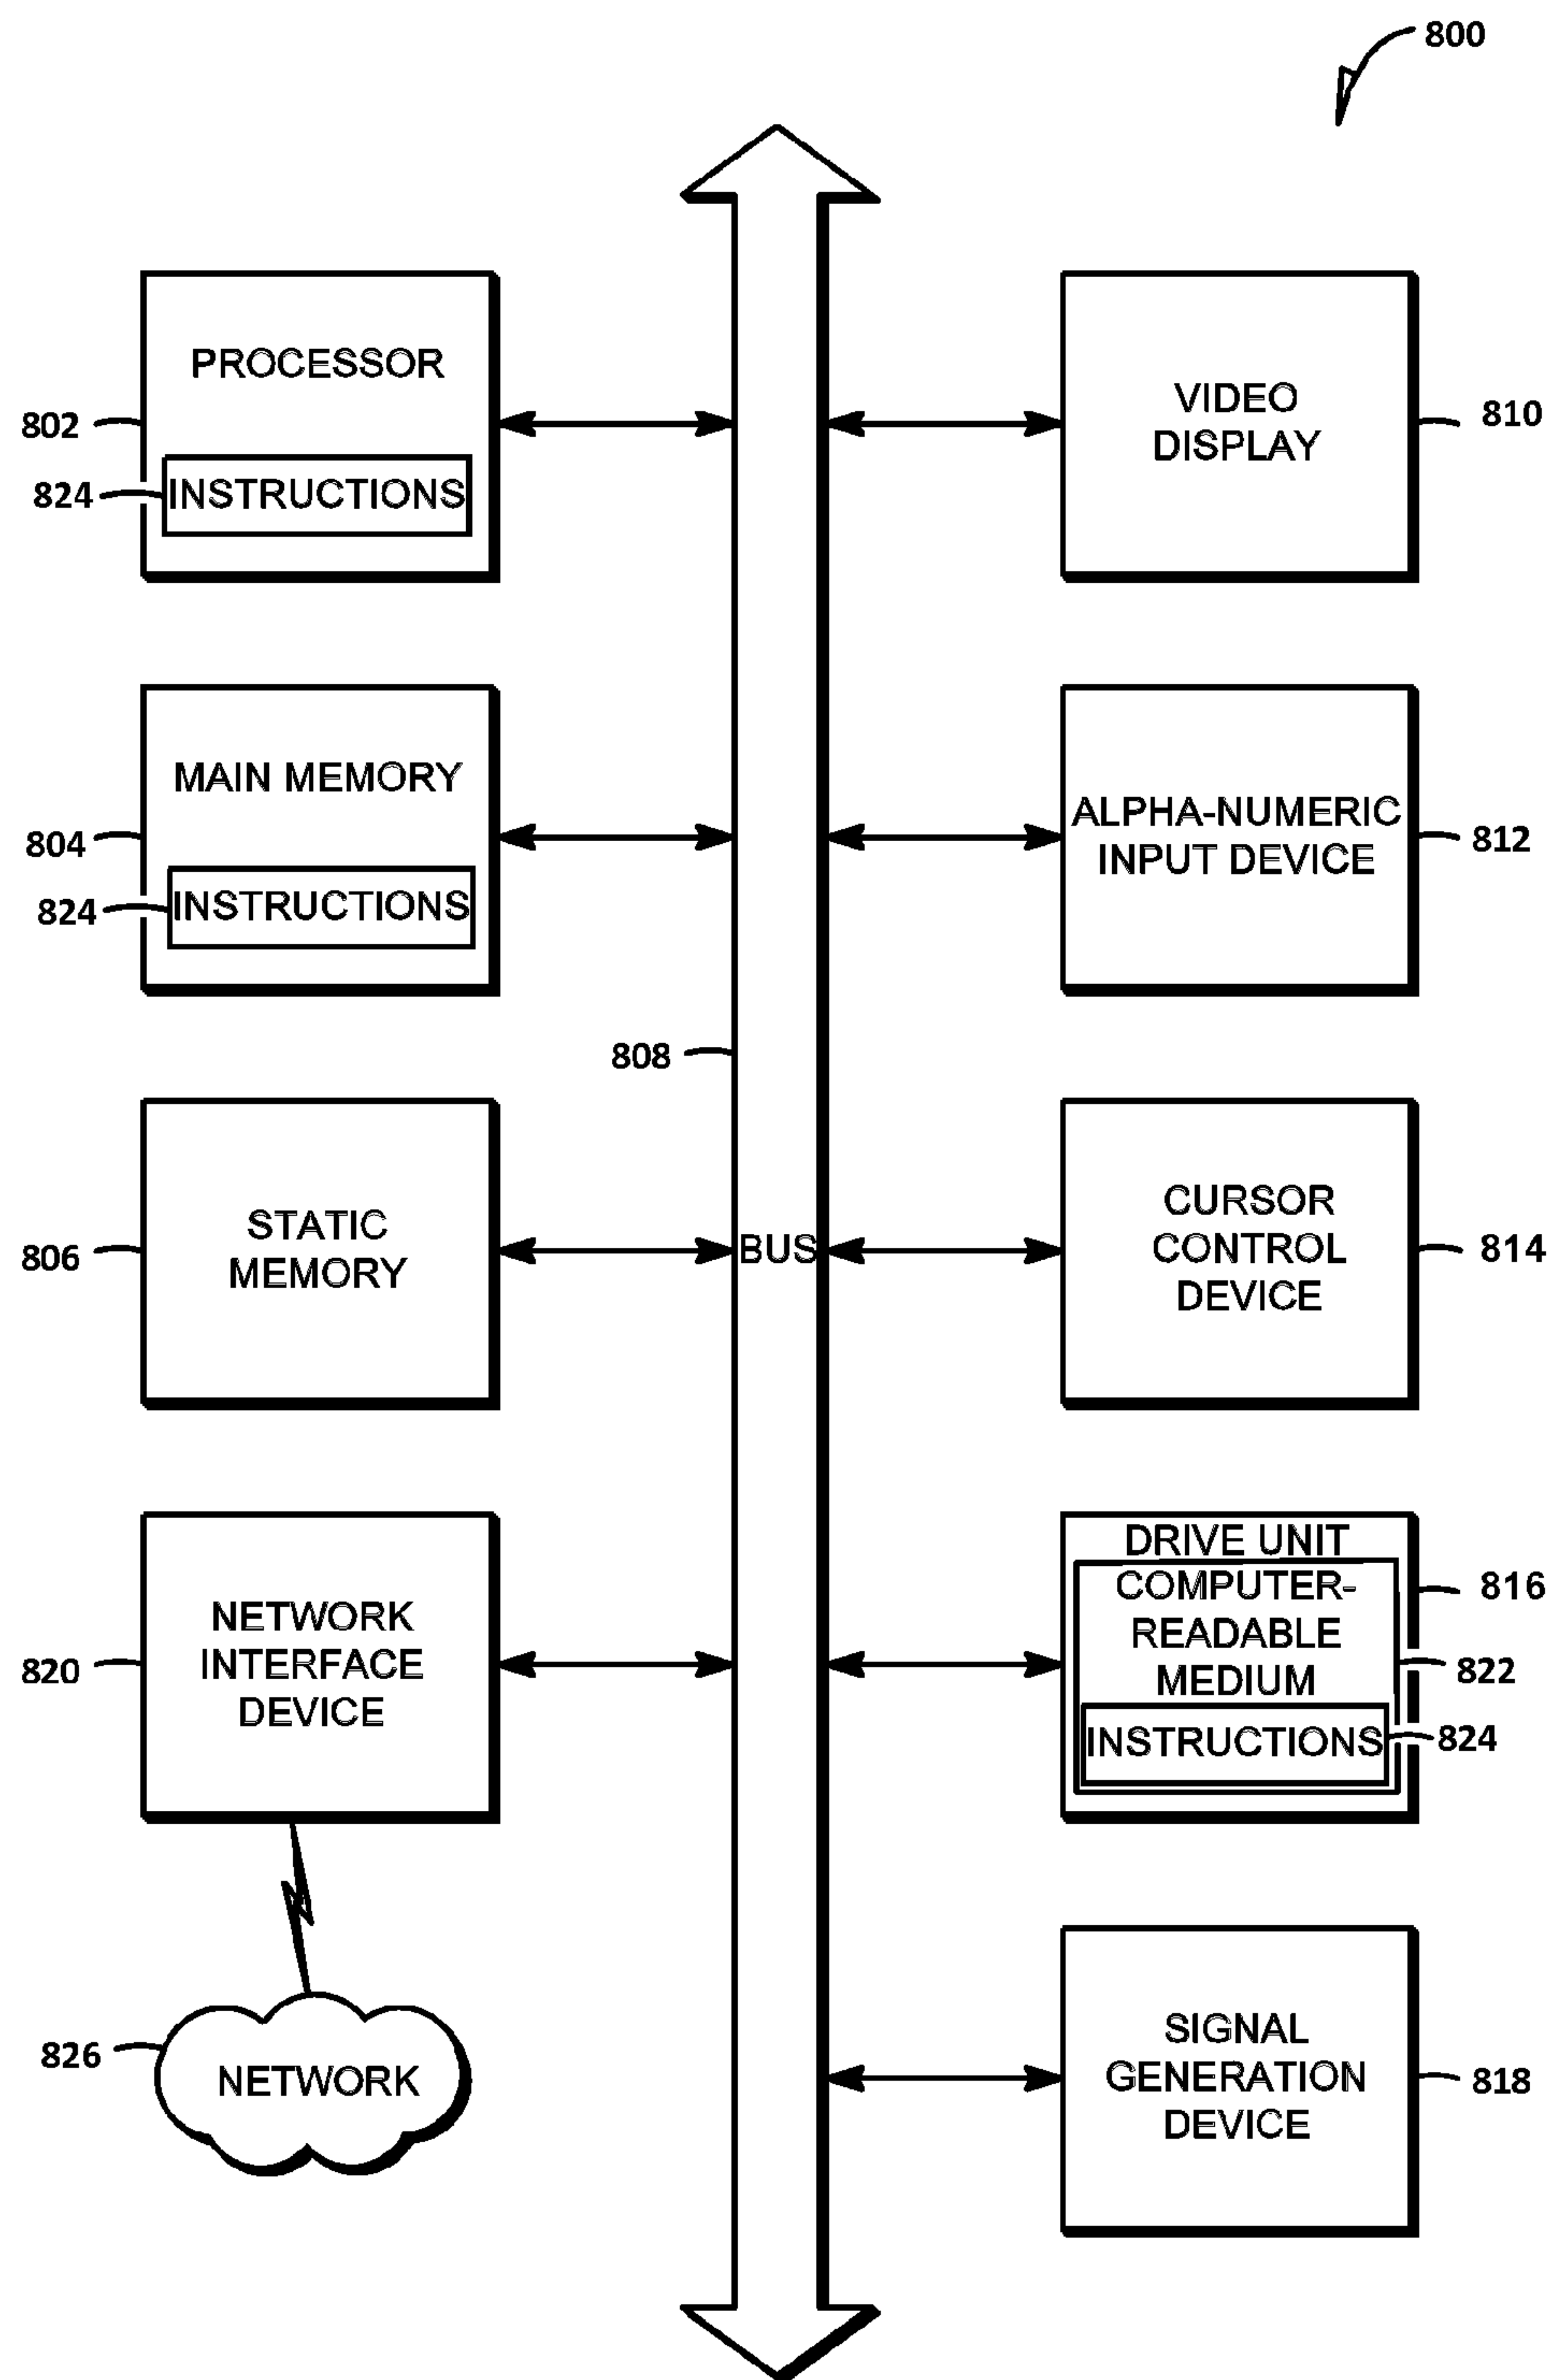 800
PROCESSOR
802
824
INSTRUCTIONS
VIDEO
DISPLAY
810
MAIN MEMORY
804
824
INSTRUCTIONS
ALPHA-NUMERIC
INPUT DEVICE
812
808
STATIC
MEMORY
806
BUS
CURSOR
CONTROL
DEVICE
814
NETWORK
INTERFACE
DEVICE
820
DRIVE UNIT
816
COMPUTER-
READABLE
MEDIUM
822
INSTRUCTIONS
824
826
NETWORK
SIGNAL
GENERATION
DEVICE
818